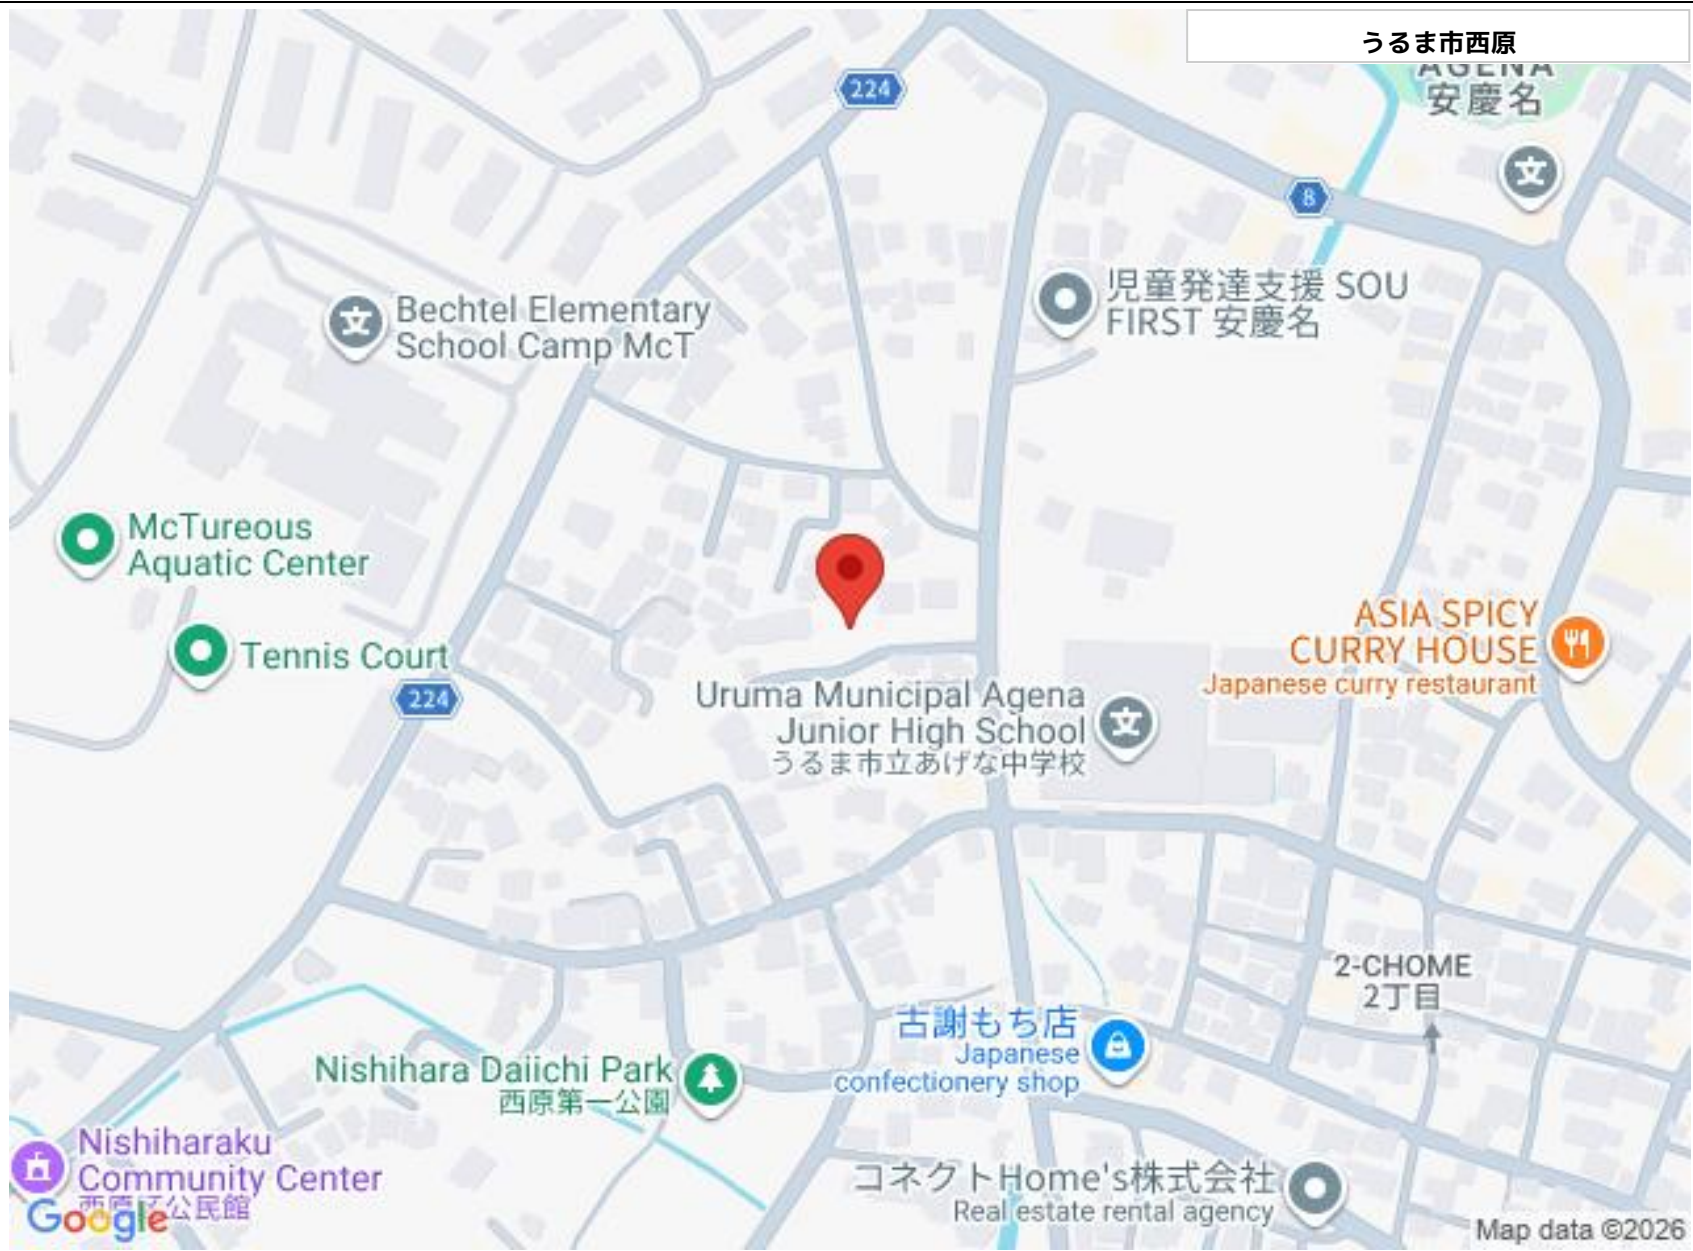 うるま市西原
AGENA
安慶名
224
8
児童発達支援 SOU
FIRST 安慶名
Bechtel Elementary
School Camp McT
McTureous
Aquatic Center
Tennis Court
224
ASIA SPICY
CURRY HOUSE
Japanese curry restaurant
Uruma Municipal Agena
Junior High School
うるま市立あげな中学校
2-CHOME
2丁目
古謝もち店
Japanese
confectionery shop
Nishihara Daiichi Park
西原第一公園
Nishiharaku
Community Center
西原区公民館
コネクトHome's株式会社
Real estate rental agency
Google
Map data ©2026